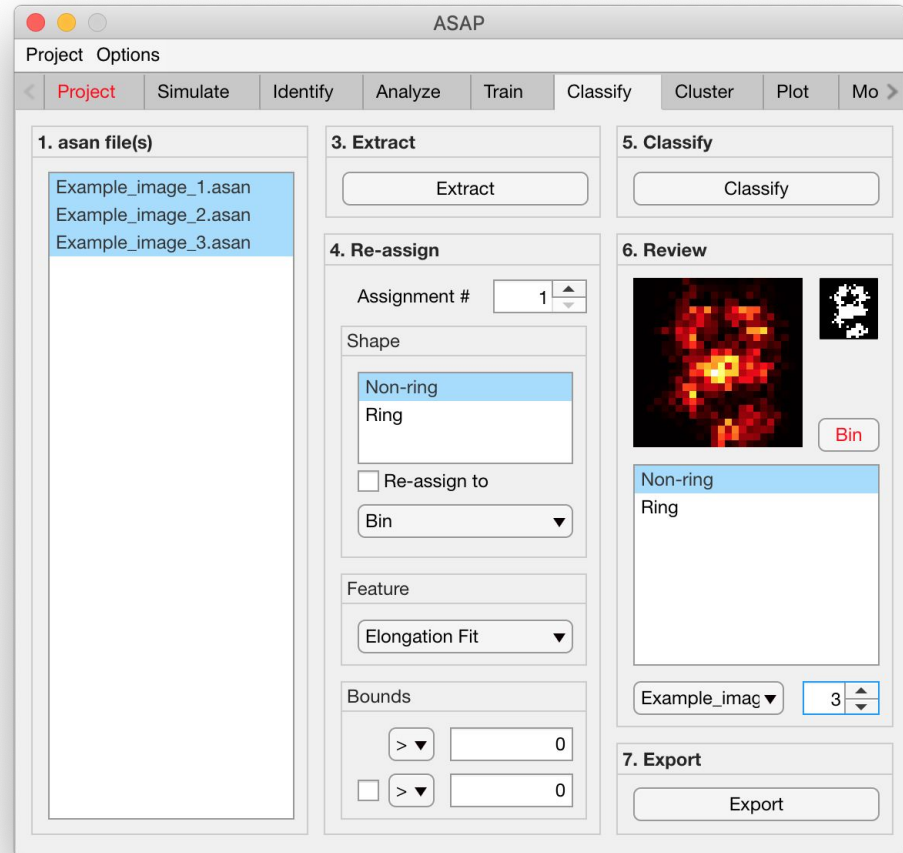 ASAP
Project Options
Project Simulate Identify Analyze Train Classify Cluster Plot Mo
1. asan file(s)
Example_image_1.asan
Example_image_2.asan
Example_image_3.asan
3. Extract
Extract
4. Re-assign
Assignment # 1
Shape
Non-ring
Ring
Re-assign to
Bin
Feature
Elongation Fit
Bounds
> 0
> 0
5. Classify
Classify
6. Review
Bin
Non-ring
Ring
Example_imag 3
7. Export
Export